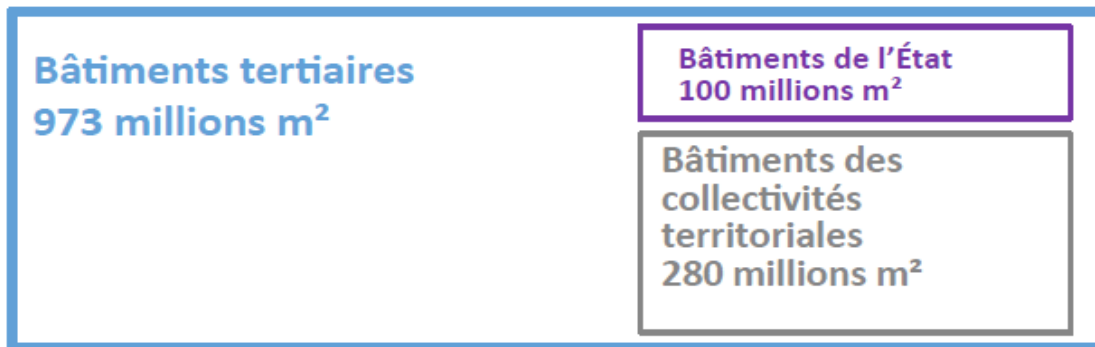 Bâtiments tertiaires
973 millions m²
Bâtiments de l’État
100 millions m²
Bâtiments des
collectivités
territoriales
280 millions m²